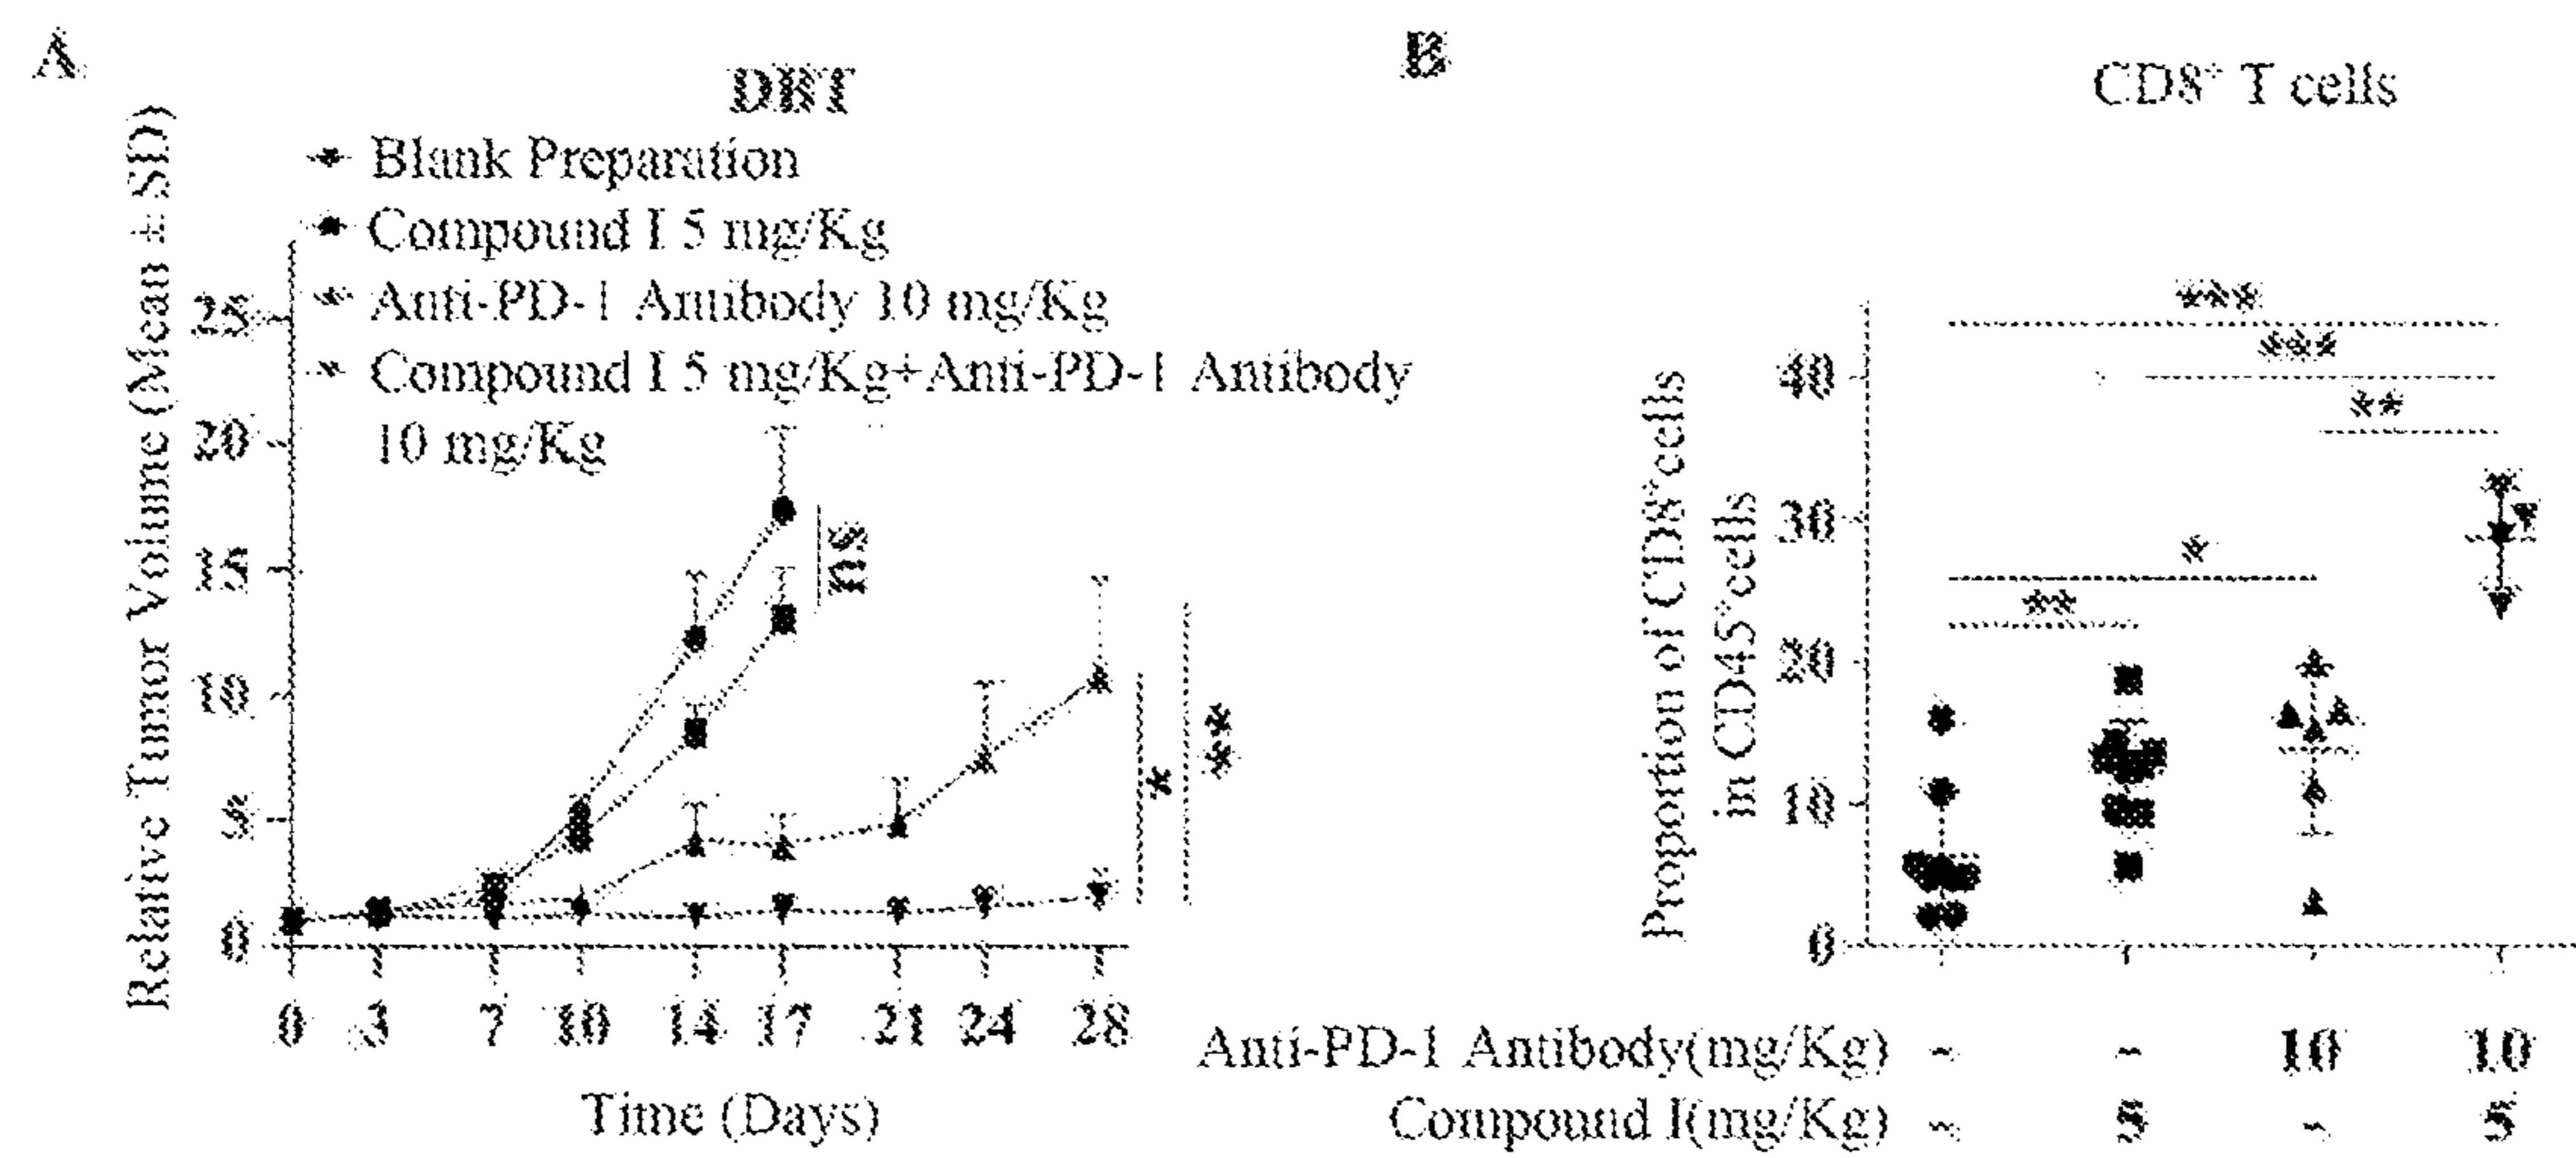 A
DBT
Blank Preparation
Compound I 5 mg/Kg
Anti-PD-1 Antibody 10 mg/Kg
Compound I 5 mg/Kg+Anti-PD-1 Antibody
10 mg/Kg
Relative Tumor Volume (Mean ± SD)
25
20
15
10
5
0
ns
*
**
0 3 7 10 14 17 21 24 28
Time (Days)
B
CD8⁺ T cells
Proportion of CD8⁺cells
in CD45⁺cells
40
30
20
10
0
***
***
**
*
**
Anti-PD-1 Antibody(mg/Kg) - - 10 10
Compound I(mg/Kg) - 5 - 5